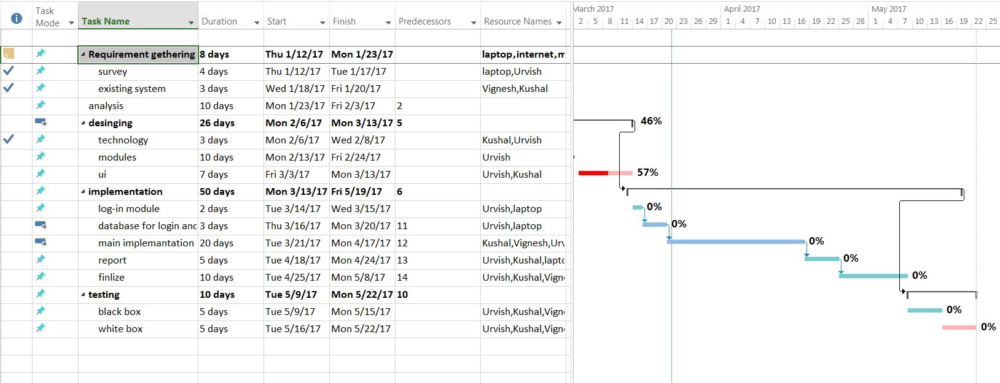 Task Mode Task Name Duration Start Finish Predecessors Resource Names
March 2017 April 2017 May 2017
2 5 8 11 14 17 20 23 26 29 1 4 7 10 13 16 19 22 25 28 1 4 7 10 13 16 19 22 25
Requirement gethering 8 days Thu 1/12/17 Mon 1/23/17 laptop,internet,m
survey 4 days Thu 1/12/17 Tue 1/17/17 laptop,Urvish
existing system 3 days Wed 1/18/17 Fri 1/20/17 Vignesh,Kushal
analysis 10 days Mon 1/23/17 Fri 2/3/17 2
desinging 26 days Mon 2/6/17 Mon 3/13/17 5 46%
technology 3 days Mon 2/6/17 Wed 2/8/17 Kushal,Urvish
modules 10 days Mon 2/13/17 Fri 2/24/17 Urvish
ui 7 days Fri 3/3/17 Mon 3/13/17 Urvish,Kushal 57%
implementation 50 days Mon 3/13/17 Fri 5/19/17 6
log-in module 2 days Tue 3/14/17 Wed 3/15/17 Urvish,laptop 0%
database for login and 3 days Thu 3/16/17 Mon 3/20/17 11 Urvish,laptop 0%
main implemantation 20 days Tue 3/21/17 Mon 4/17/17 12 Kushal,Vignesh,Urv 0%
report 5 days Tue 4/18/17 Mon 4/24/17 13 Urvish,Kushal,laptc 0%
finlize 10 days Tue 4/25/17 Mon 5/8/17 14 Urvish,Kushal,Vign 0%
testing 10 days Tue 5/9/17 Mon 5/22/17 10
black box 5 days Tue 5/9/17 Mon 5/15/17 Urvish,Kushal,Vign 0%
white box 5 days Tue 5/16/17 Mon 5/22/17 Urvish,Kushal,Vign 0%